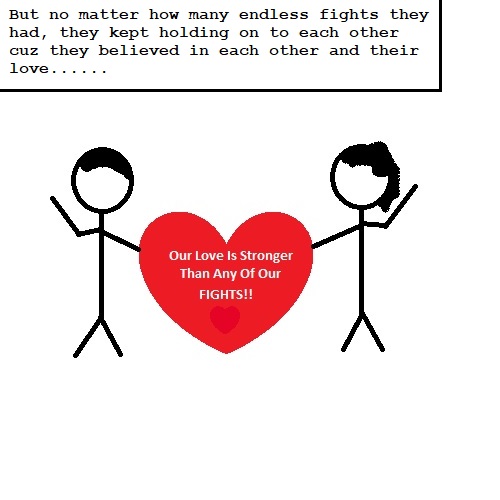 But no matter how many endless fights they
had, they kept holding on to each other
cuz they believed in each other and their
love......
Our Love Is Stronger
Than Any Of Our
FIGHTS!!